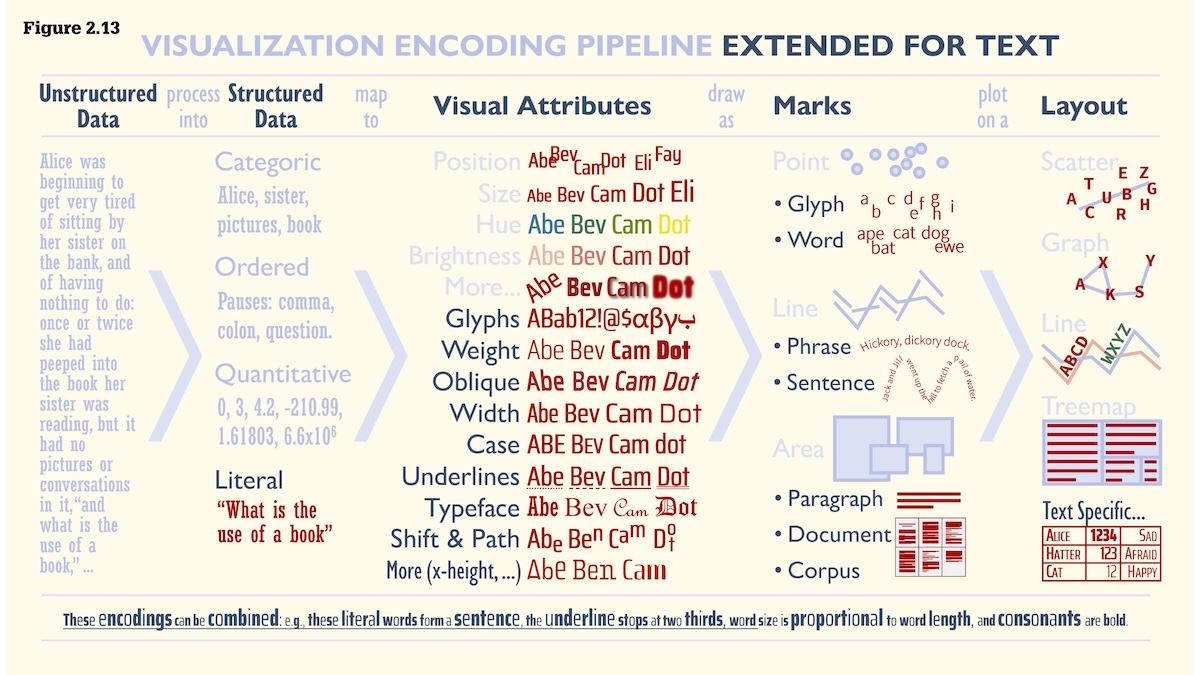 Figure 2.13
VISUALIZATION ENCODING PIPELINE EXTENDED FOR TEXT
Unstructured Data
process into
Structured Data
map to
Visual Attributes
draw as
Marks
plot on a
Layout
Alice was
beginning to
get very tired
of sitting by
her sister on
the bank, and
of having
nothing to do:
once or twice
she had
peeped into
the book her
sister was
reading, but it
had no
pictures or
conversations
in it, “and
what is the
use of a
book,” ...
Categoric
Alice, sister,
pictures, book
Ordered
Pauses: comma,
colon, question.
Quantitative
0, 3, 4.2, -210.99,
1.61803, 6.6x10⁶
Literal
“What is the
use of a book”
Position Abe Bev Cam Dot Eli Fay
Size Abe Bev Cam Dot Eli
Hue Abe Bev Cam Dot
Brightness Abe Bev Cam Dot
More... Abe Bev Cam Dot
Glyphs ABab12!@$αβγب
Weight Abe Bev Cam Dot
Oblique Abe Bev Cam Dot
Width Abe Bev Cam Dot
Case ABE BEV Cam dot
Underlines Abe Bev Cam Dot
Typeface Abe Bev Cam Dot
Shift & Path Abe Ben Cam Dot
More (x-height, ...) Abe Ben Cam
Point
• Glyph a b c d e f g h i
• Word ape bat cat dog ewe
Line
• Phrase Hickory, dickory dock.
• Sentence Jack and Jill went up the hill to fetch a pail of water.
Area
• Paragraph
• Document
• Corpus
Scatter
A T C U E R B Z G H
Graph
A X K S Y
Line
ABCD WXYZ
Treemap
Text Specific...
ALICE 1234 SAD
HATTER 123 AFRAID
CAT 12 HAPPY
These encodings can be combined: e.g., these literal words form a sentence, the underline stops at two thirds, word size is proportional to word length, and consonants are bold.